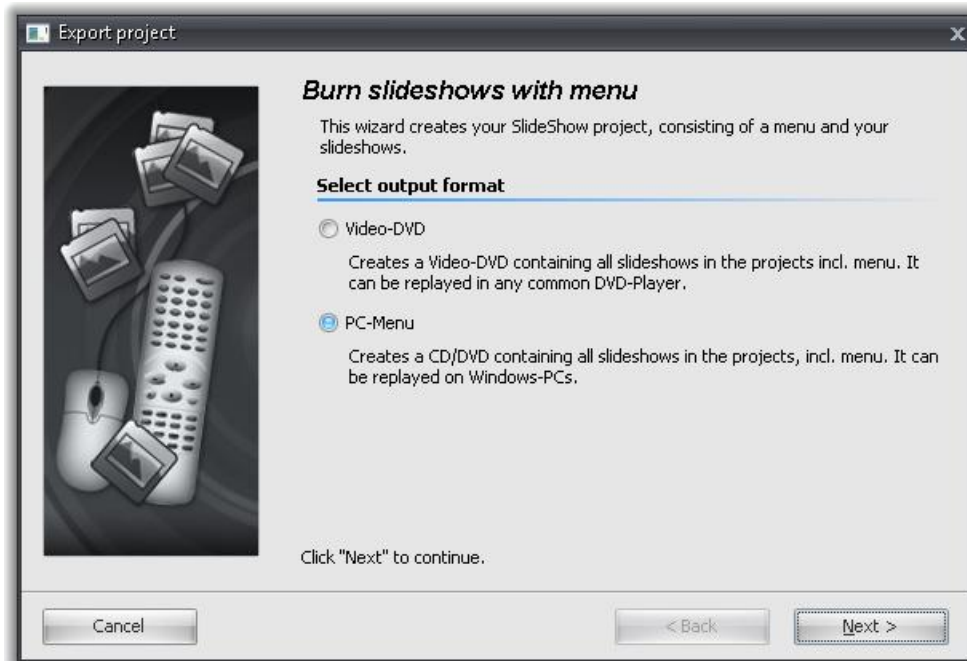 Export project
Burn slideshows with menu
This wizard creates your SlideShow project, consisting of a menu and your
slideshows.
Select output format
Video-DVD
Creates a Video-DVD containing all slideshows in the projects incl. menu. It
can be replayed in any common DVD-Player.
PC-Menu
Creates a CD/DVD containing all slideshows in the projects, incl. menu. It can
be replayed on Windows-PCs.
Click "Next" to continue.
Cancel
< Back
Next >